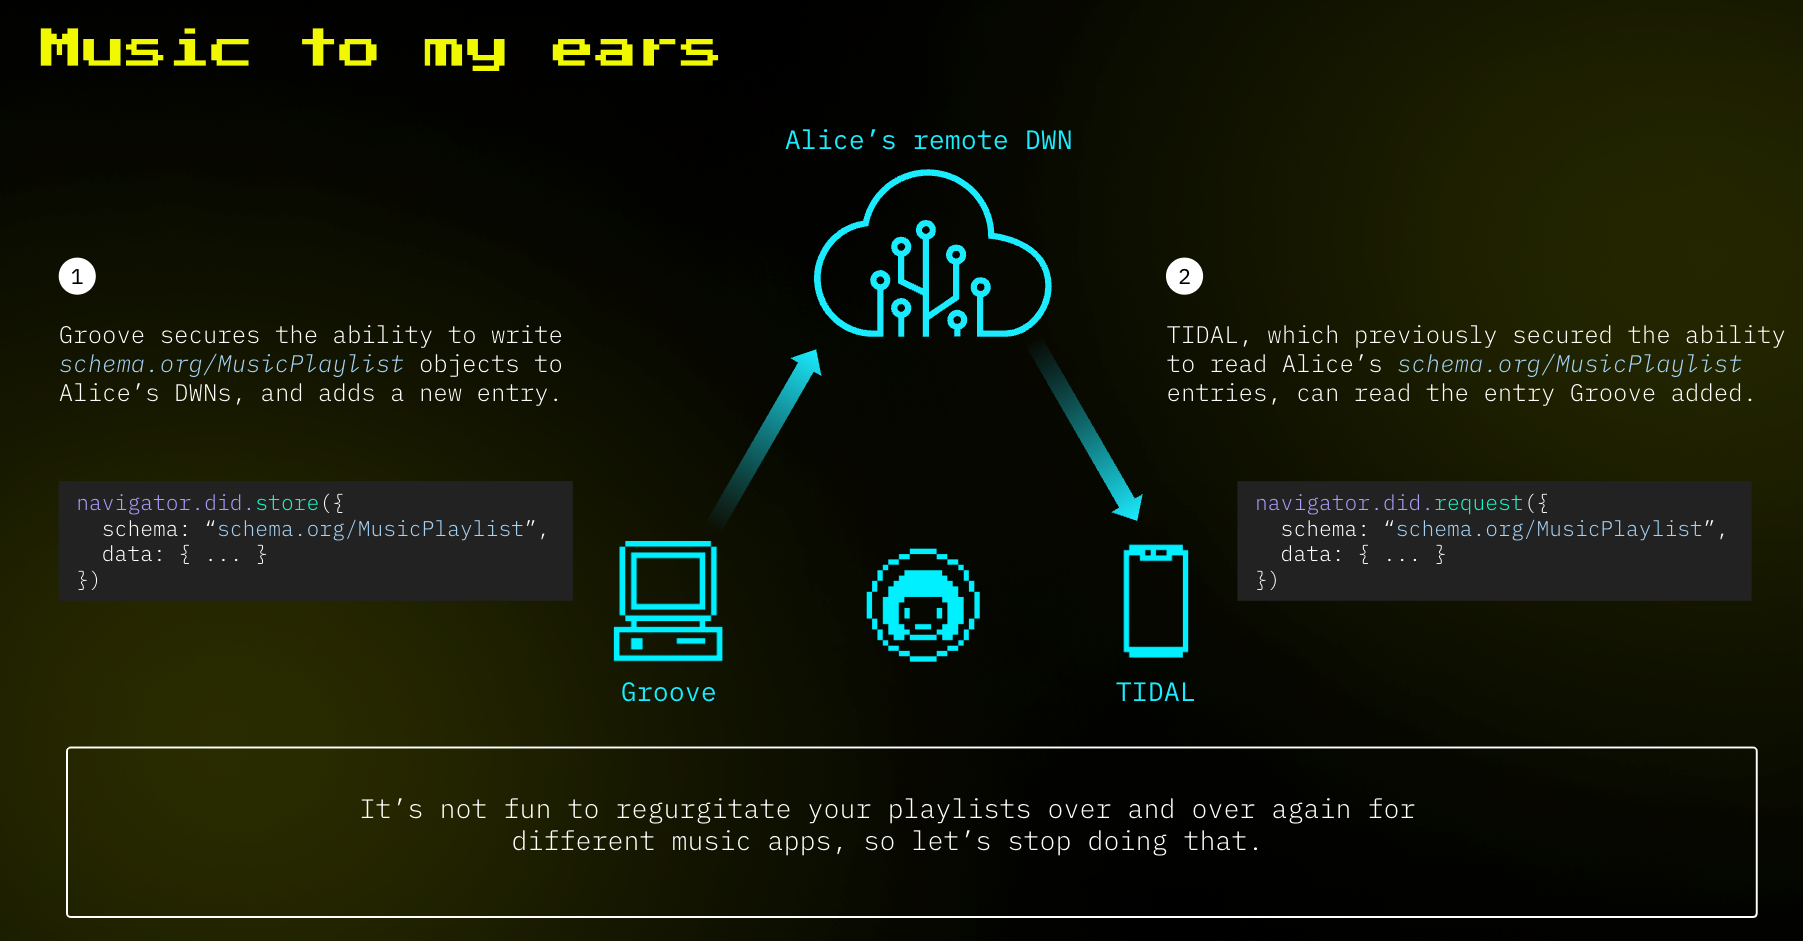 Music to my ears
Alice’s remote DWN
1
Groove secures the ability to write
schema.org/MusicPlaylist objects to
Alice’s DWNs, and adds a new entry.
navigator.did.store({
schema: “schema.org/MusicPlaylist”,
data: { ... }
})
Groove
2
TIDAL, which previously secured the ability
to read Alice’s schema.org/MusicPlaylist
entries, can read the entry Groove added.
navigator.did.request({
schema: “schema.org/MusicPlaylist”,
data: { ... }
})
TIDAL
It’s not fun to regurgitate your playlists over and over again for
different music apps, so let’s stop doing that.